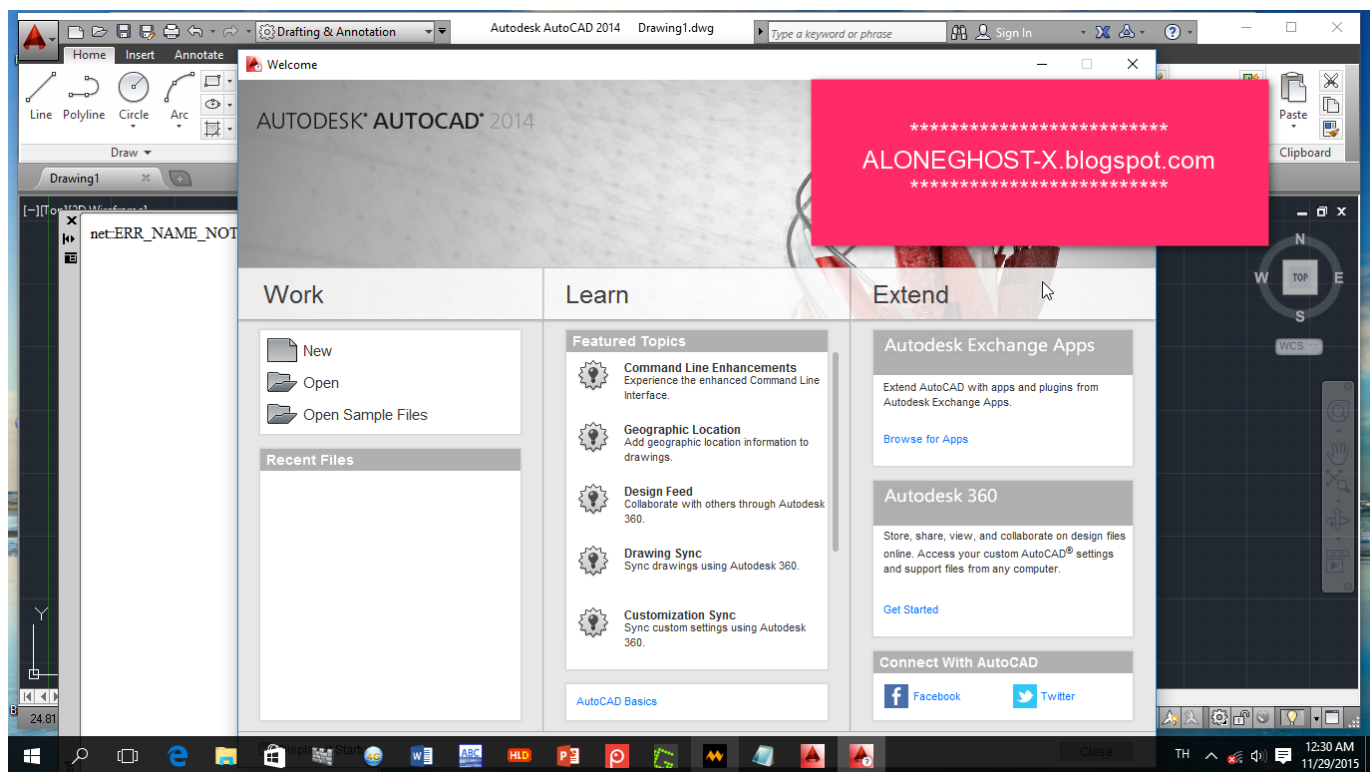 Drafting & Annotation
Autodesk AutoCAD 2014 Drawing1.dwg
Type a keyword or phrase
Sign In
Home Insert Annotate
Line Polyline Circle Arc
Draw
Paste
Clipboard
Drawing1
Welcome
AUTODESK® AUTOCAD® 2014
**************************
ALONEGHOST-X.blogspot.com
**************************
net::ERR_NAME_NOT
N
W TOP E
S
WCS
Work
New
Open
Open Sample Files
Recent Files
Learn
Featured Topics
Command Line Enhancements
Experience the enhanced Command Line
Interface.
Geographic Location
Add geographic location information to
drawings.
Design Feed
Collaborate with others through Autodesk
360.
Drawing Sync
Sync drawings using Autodesk 360.
Customization Sync
Sync custom settings using Autodesk
360.
AutoCAD Basics
Extend
Autodesk Exchange Apps
Extend AutoCAD with apps and plugins from
Autodesk Exchange Apps.
Browse for Apps
Autodesk 360
Store, share, view, and collaborate on design files
online. Access your custom AutoCAD® settings
and support files from any computer.
Get Started
Connect With AutoCAD
Facebook Twitter
Y
24.81
Close
ABC
HLD
4G
TH
12:30 AM
11/29/2015